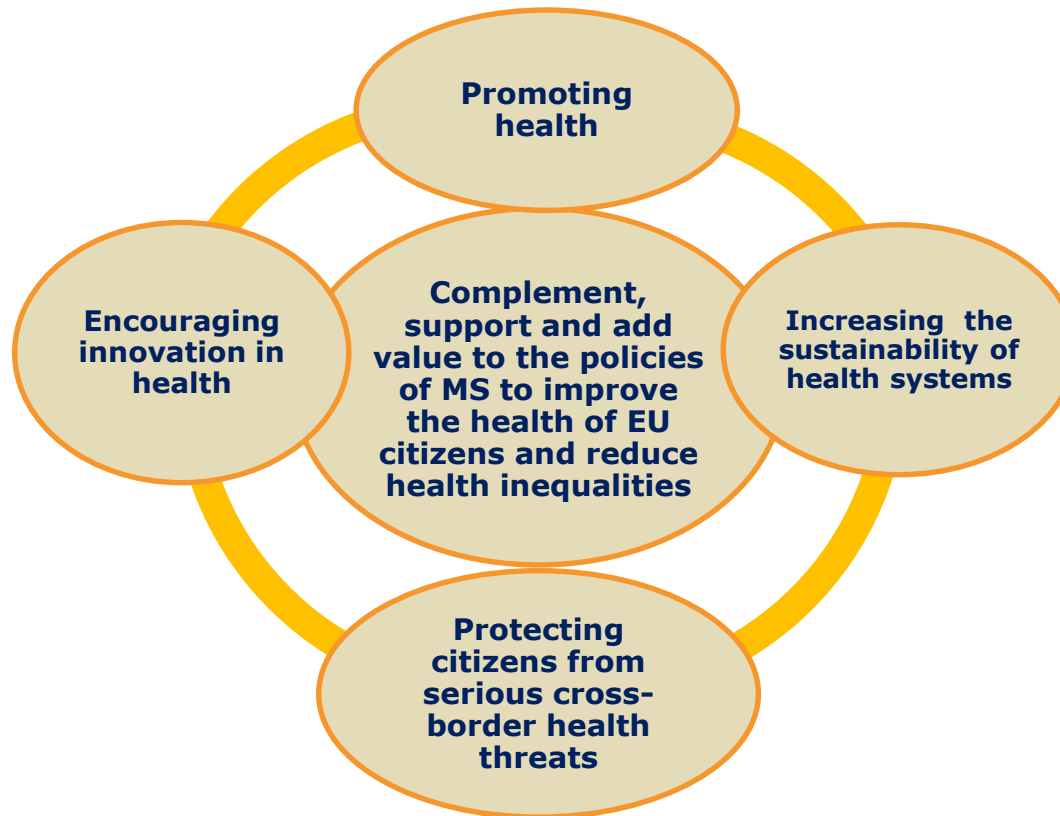 Promoting
health
Encouraging
innovation in
health
Complement,
support and add
value to the policies
of MS to improve
the health of EU
citizens and reduce
health inequalities
Increasing the
sustainability of
health systems
Protecting
citizens from
serious cross-
border health
threats